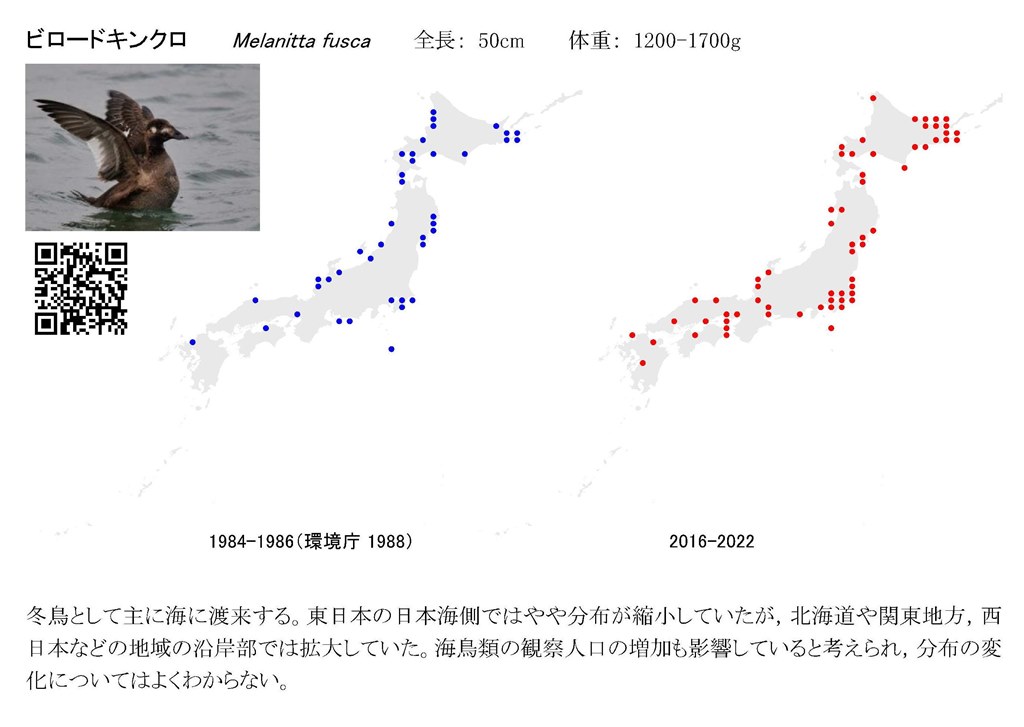 ビロードキンクロ Melanitta fusca 全長： 50cm 体重： 1200-1700g
1984-1986（環境庁 1988） 2016-2022
冬鳥として主に海に渡来する。東日本の日本海側ではやや分布が縮小していたが，北海道や関東地方，西
日本などの地域の沿岸部では拡大していた。海鳥類の観察人口の増加も影響していると考えられ，分布の変
化についてはよくわからない。